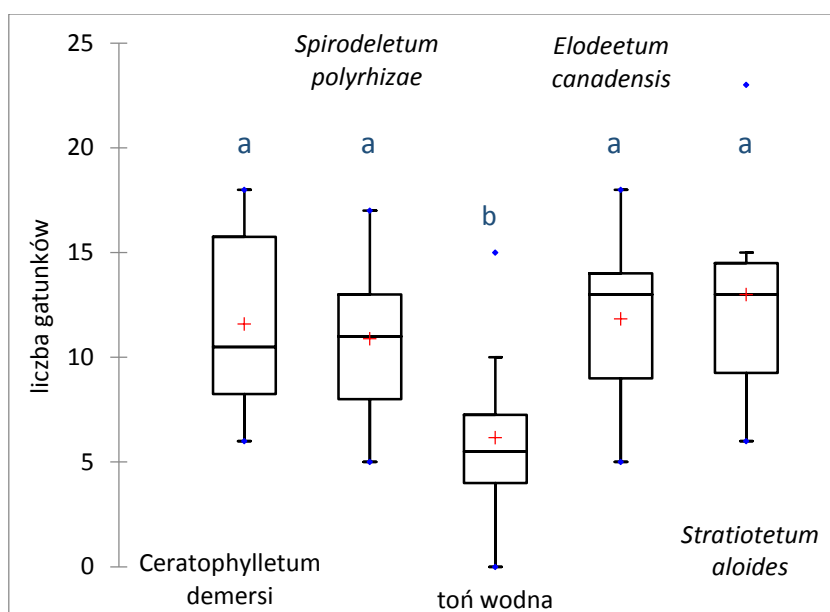 25
20
15
10
5
0
liczba gatunków
Spirodeletum
polyrhizae
Elodeetum
canadensis
a
a
b
a
a
Ceratophylletum
demersi
toń wodna
Stratiotetum
aloides